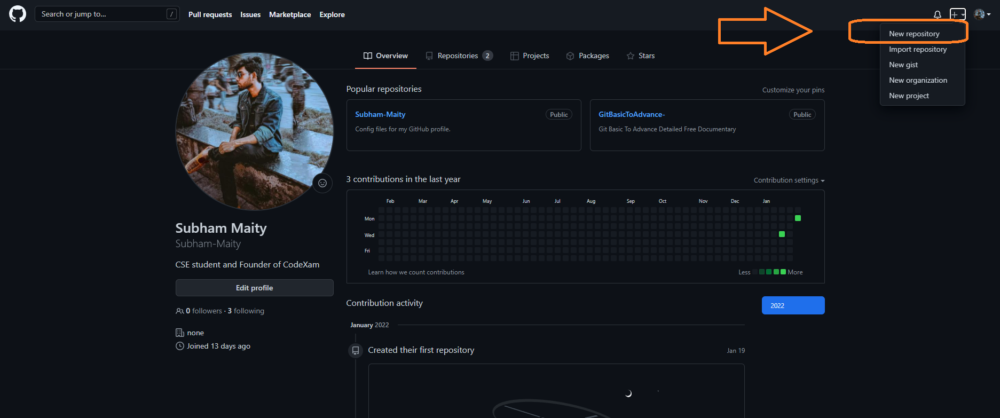 Search or jump to... /
Pull requests Issues Marketplace Explore
New repository
Import repository
New gist
New organization
New project
Overview Repositories 2 Projects Packages Stars
Subham Maity
Subham-Maity
CSE student and Founder of CodeXam
Edit profile
0 followers · 3 following
none
Joined 13 days ago
Popular repositories Customize your pins
Subham-Maity Public
Config files for my GitHub profile.
GitBasicToAdvance- Public
Git Basic To Advance Detailed Free Documentary
3 contributions in the last year Contribution settings
Feb Mar Apr May Jun Jul Aug Sep Oct Nov Dec Jan
Mon
Wed
Fri
Learn how we count contributions Less More
Contribution activity 2022
January 2022
Created their first repository Jan 19